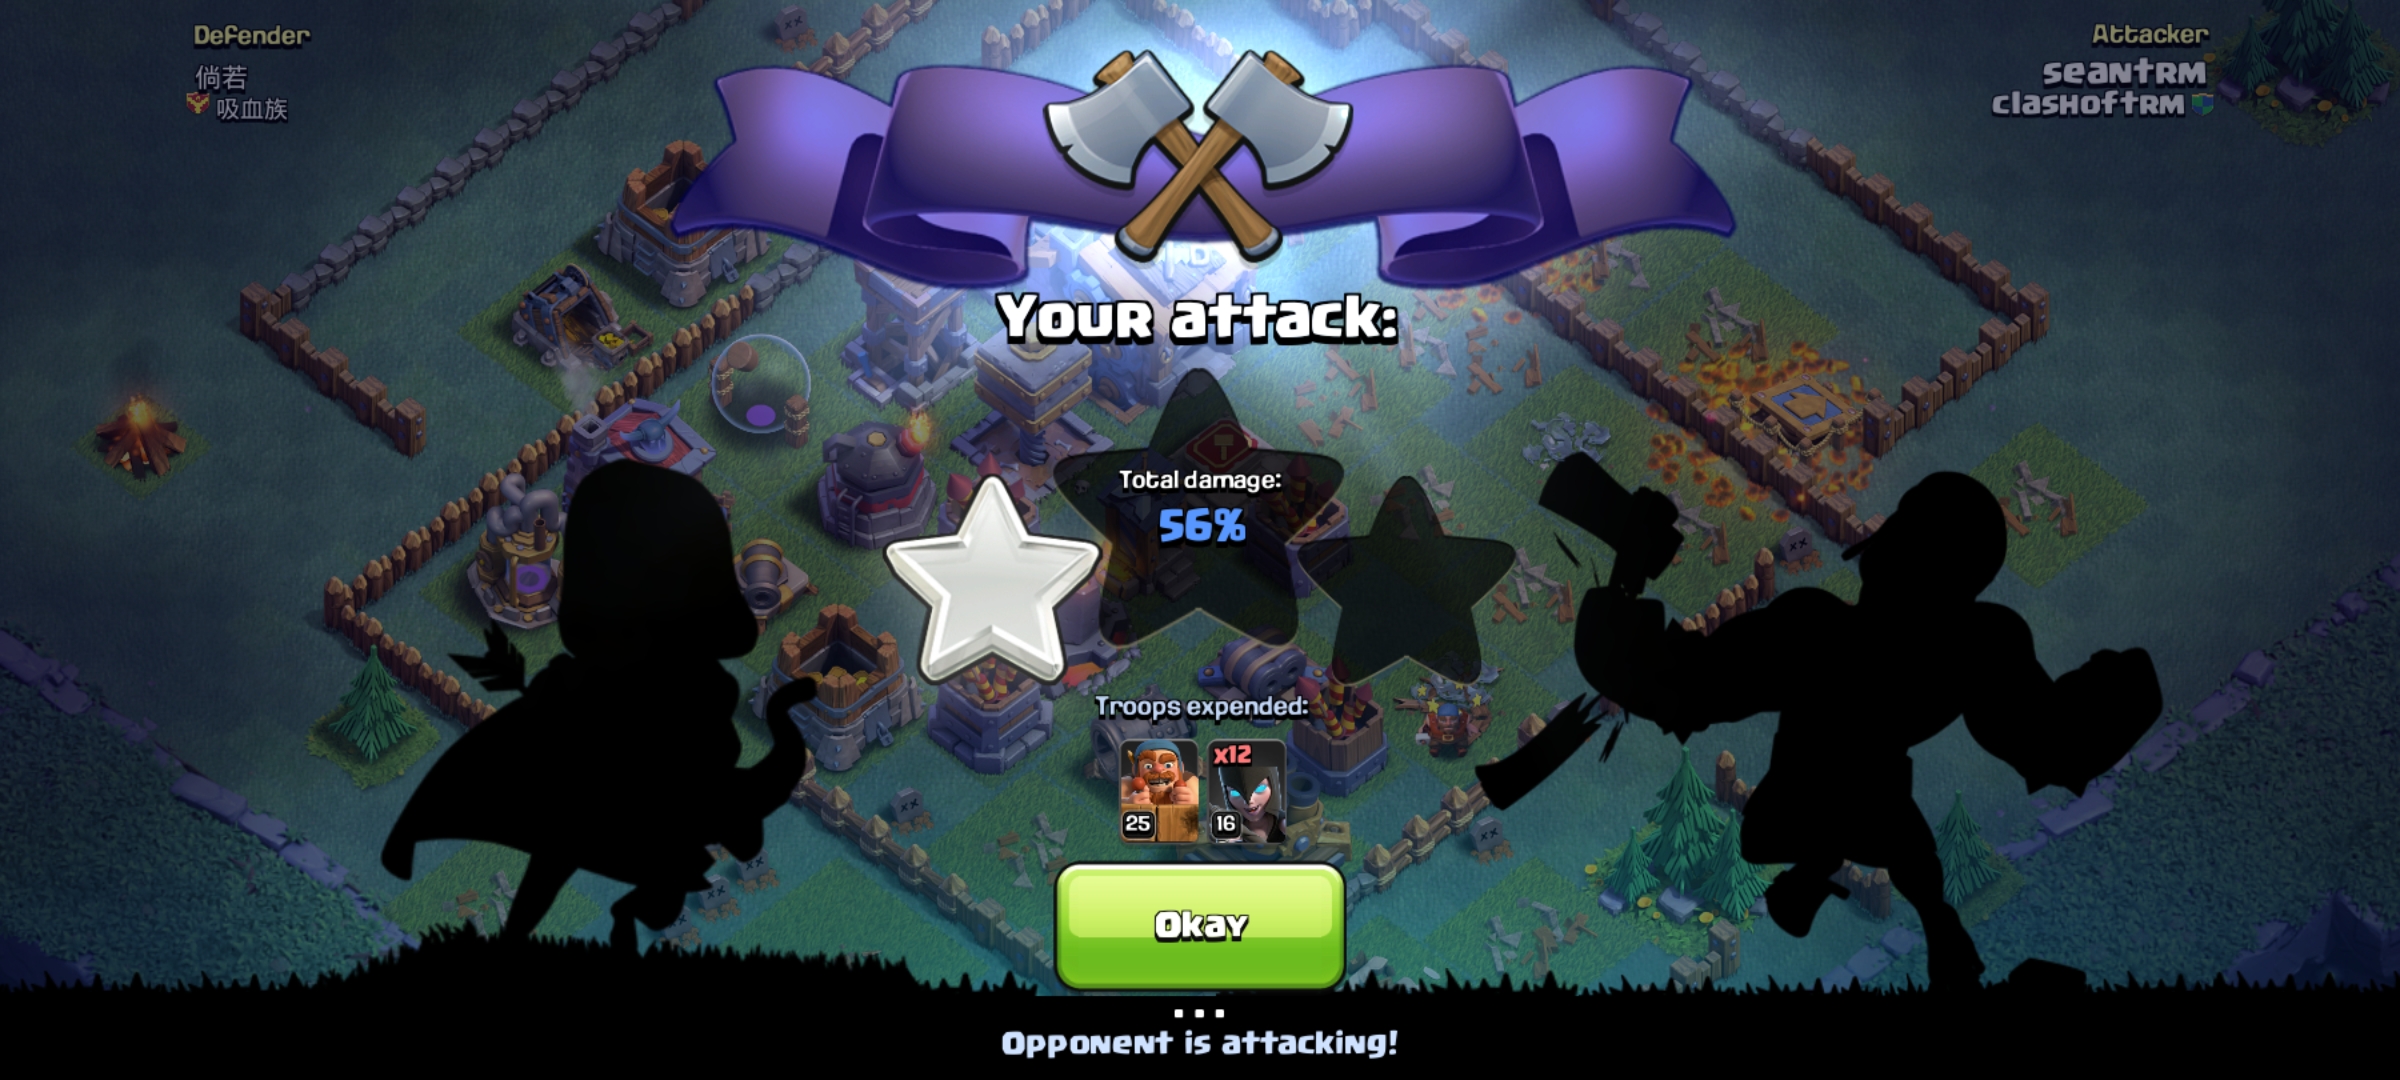 Defender
倘若
吸血族
Attacker
seantRM
clashoftRM
Your attack:
Total damage:
56%
Troops expended:
x12
25
16
Okay
...
Opponent is attacking!